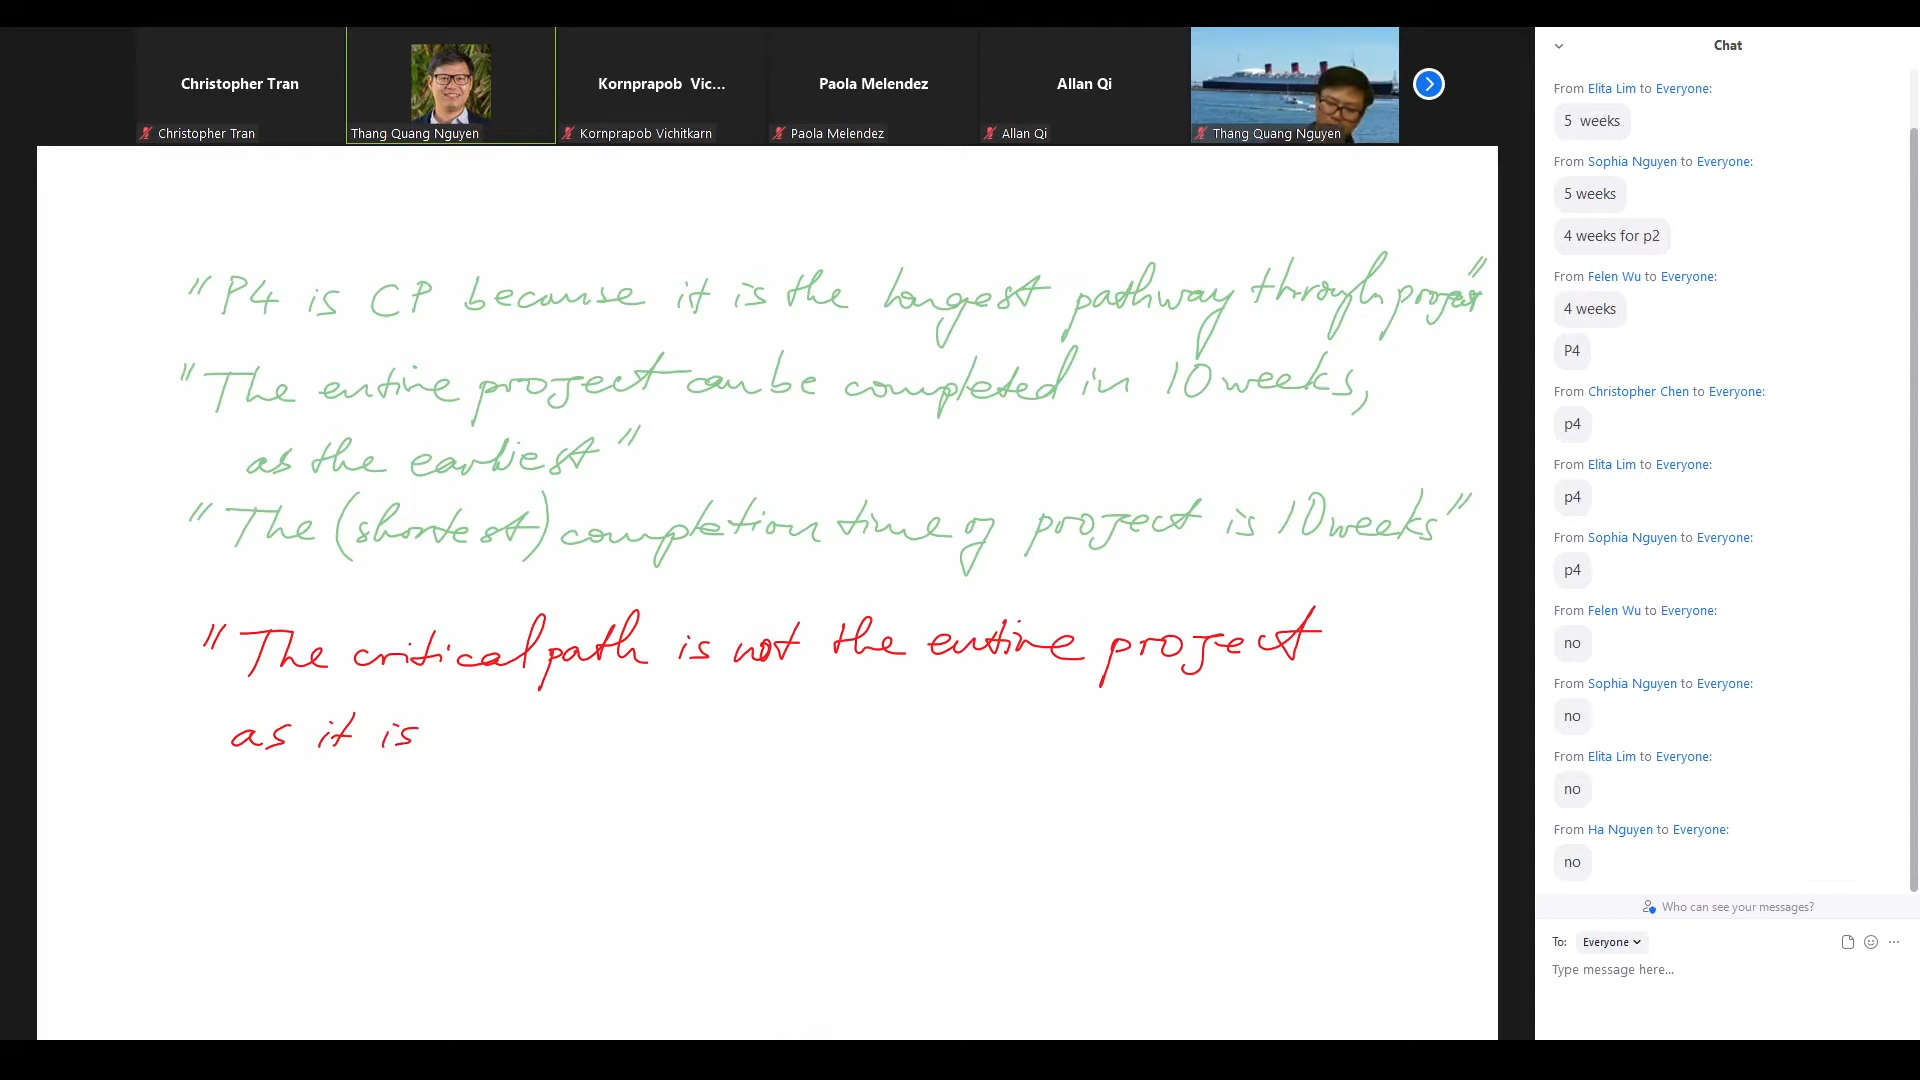 Christopher Tran
Kornprapob Vic...
Paola Melendez
Allan Qi
Christopher Tran
Thang Quang Nguyen
Kornprapob Vichitkarn
Paola Melendez
Allan Qi
Thang Quang Nguyen
"P4 is CP because it is the longest pathway through project"
"The entire project can be completed in 10 weeks,
as the earliest"
"The (shortest) completion time of project is 10 weeks"
"The critical path is not the entire project
as it is
Chat
From Elita Lim to Everyone:
5 weeks
From Sophia Nguyen to Everyone:
5 weeks
4 weeks for p2
From Felen Wu to Everyone:
4 weeks
P4
From Christopher Chen to Everyone:
p4
From Elita Lim to Everyone:
p4
From Sophia Nguyen to Everyone:
p4
From Felen Wu to Everyone:
no
From Sophia Nguyen to Everyone:
no
From Elita Lim to Everyone:
no
From Ha Nguyen to Everyone:
no
Who can see your messages?
To: Everyone
Type message here...